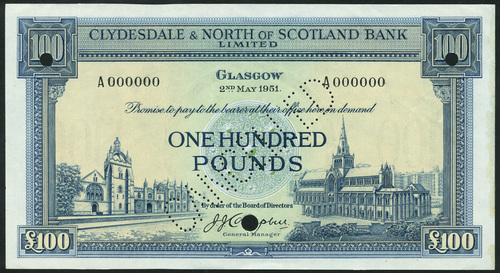 100 100
CLYDESDALE & NORTH OF SCOTLAND BANK
LIMITED
GLASGOW
A000000 A000000
2ND MAY 1951.
Promise to pay to the bearer at their office here on demand
ONE HUNDRED
POUNDS
By order of the Board of Directors
General Manager
£100 £100